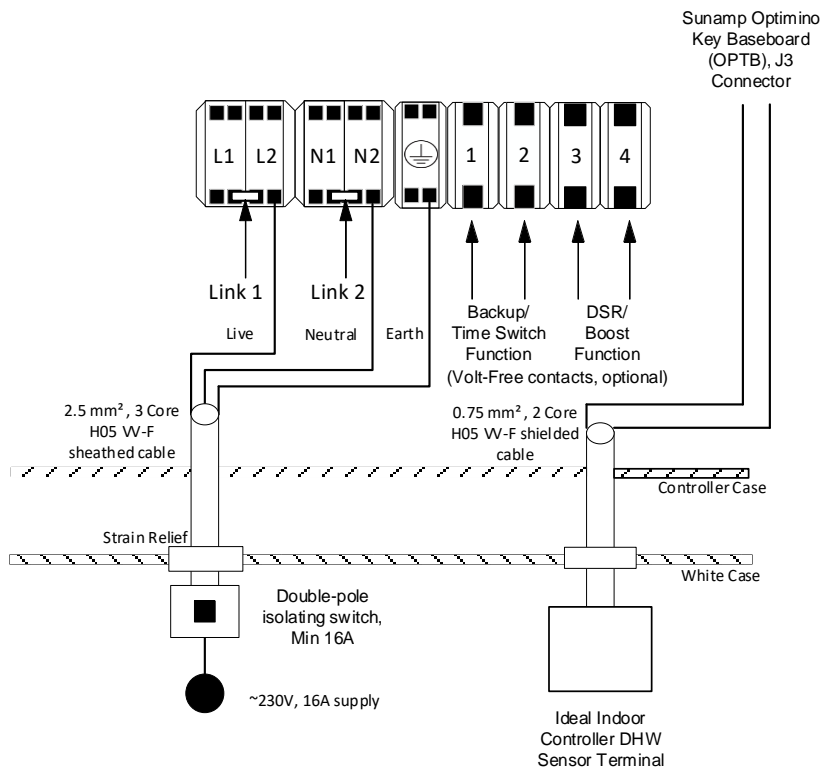 Sunamp Optimino
Key Baseboard
(OPTB), J3
Connector
L1 L2 N1 N2 1 2 3 4
Link 1
Link 2
Live
Neutral
Earth
Backup/
Time Switch
Function
DSR/
Boost
Function
(Volt-Free contacts, optional)
2.5 mm², 3 Core
H05 VV-F
sheathed cable
0.75 mm², 2 Core
H05 VV-F shielded
cable
Controller Case
Strain Relief
White Case
Double-pole
isolating switch,
Min 16A
~230V, 16A supply
Ideal Indoor
Controller DHW
Sensor Terminal